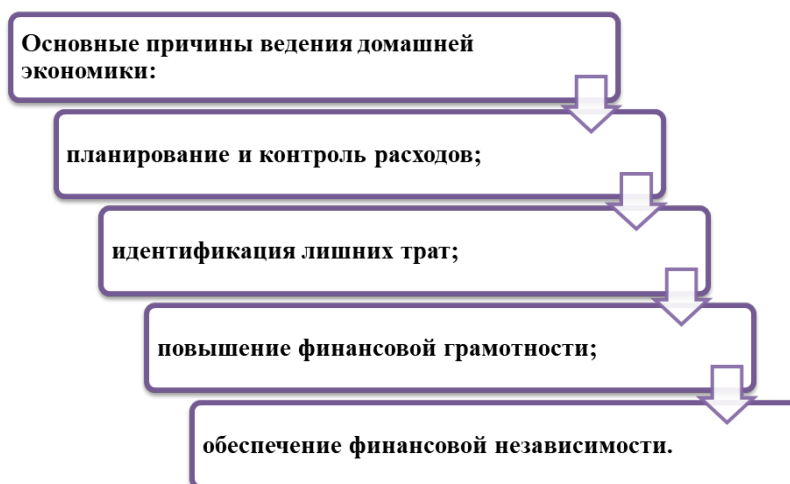 Основные причины ведения домашней
экономики:
планирование и контроль расходов;
идентификация лишних трат;
повышение финансовой грамотности;
обеспечение финансовой независимости.